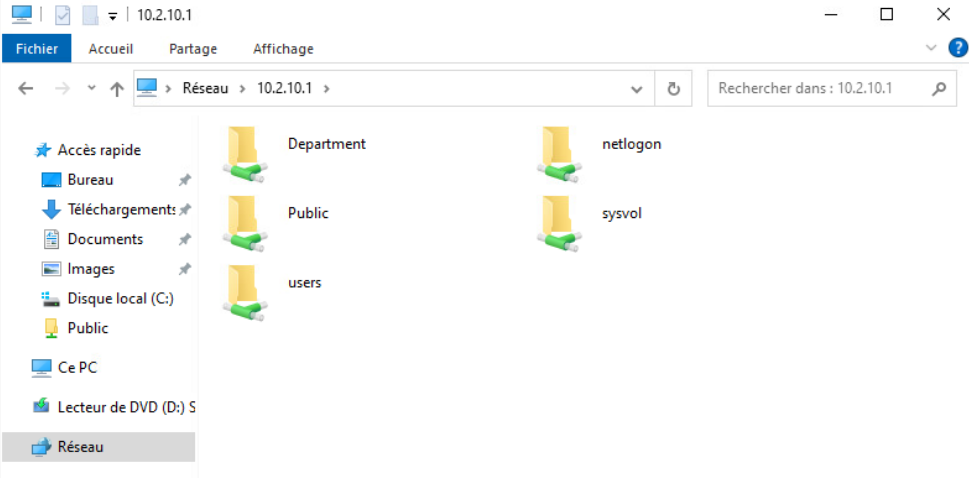 10.2.10.1
Fichier Accueil Partage Affichage
Réseau 10.2.10.1
Rechercher dans : 10.2.10.1
Accès rapide
Bureau
Téléchargements
Documents
Images
Disque local (C:)
Public
Ce PC
Lecteur de DVD (D:) S
Réseau
Department
netlogon
Public
sysvol
users